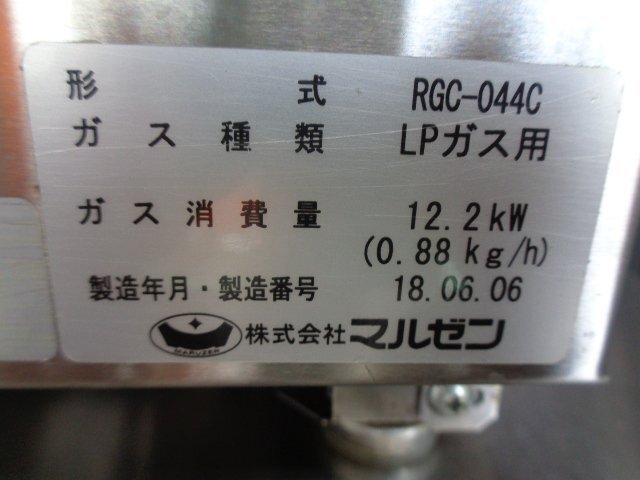 形式 RGC-044C
ガス種類 LPガス用
ガス消費量 12.2kW
(0.88kg/h)
製造年月・製造番号 18.06.06
MARUZEN 株式会社マルゼン